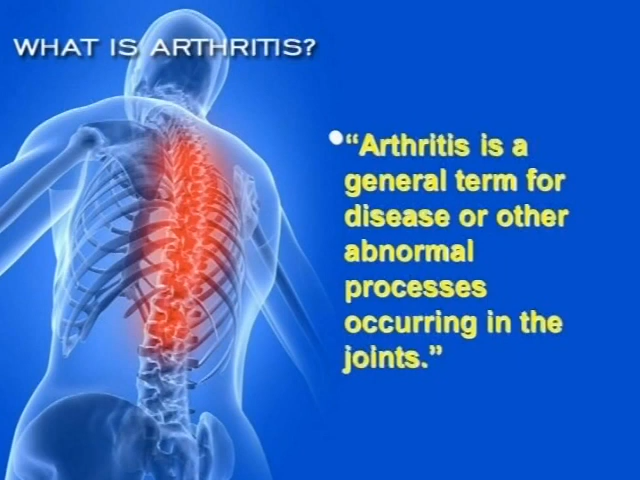 WHAT IS ARTHRITIS?
•“Arthritis is a
general term for
disease or other
abnormal
processes
occurring in the
joints.”